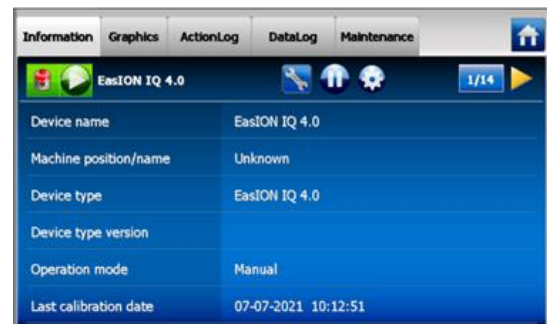 Information Graphics ActionLog DataLog Maintenance
EasION IQ 4.0 1/14
Device name EasION IQ 4.0
Machine position/name Unknown
Device type EasION IQ 4.0
Device type version
Operation mode Manual
Last calibration date 07-07-2021 10:12:51